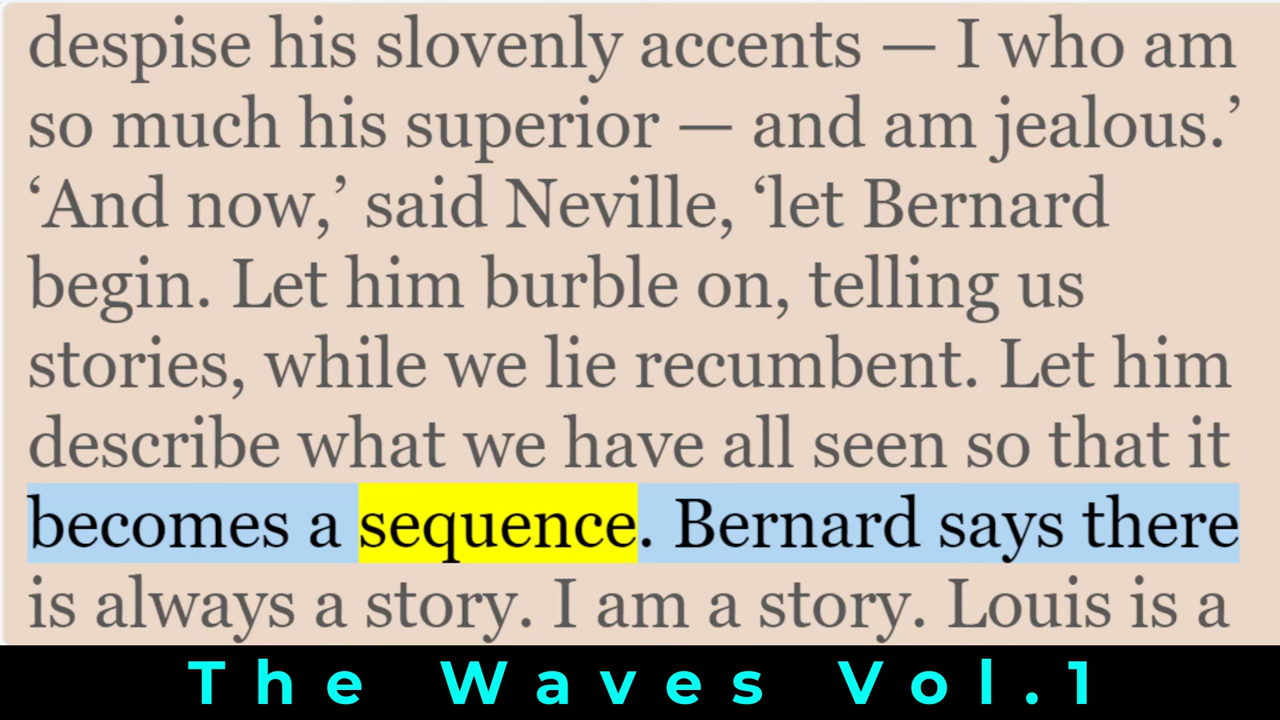 despise his slovenly accents — I who am
so much his superior — and am jealous.’
‘And now,’ said Neville, ‘let Bernard
begin. Let him burble on, telling us
stories, while we lie recumbent. Let him
describe what we have all seen so that it
becomes a sequence. Bernard says there
is always a story. I am a story. Louis is a
The Waves Vol.1